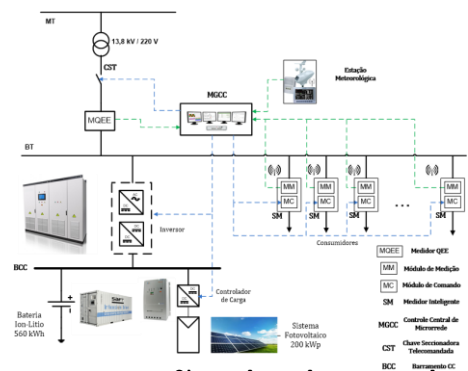 MT
13,8 kV / 220 V
CST
MQEE
MGCC
Estação
Meteorológica
BT
MM
MC
SM
MM
MC
SM
MM
MC
SM
MM
MC
SM
...
Consumidores
Inversor
BCC
Bateria
Ion-Lítio
560 kWh
Controlador
de Carga
Sistema
Fotovoltaico
200 kWp
MQEE Medidor QEE
MM Módulo de Medição
MC Módulo de Comando
SM Medidor Inteligente
MGCC Controle Central de
Microrrede
CST Chave Seccionadora
Telecomandada
BCC Barramento CC